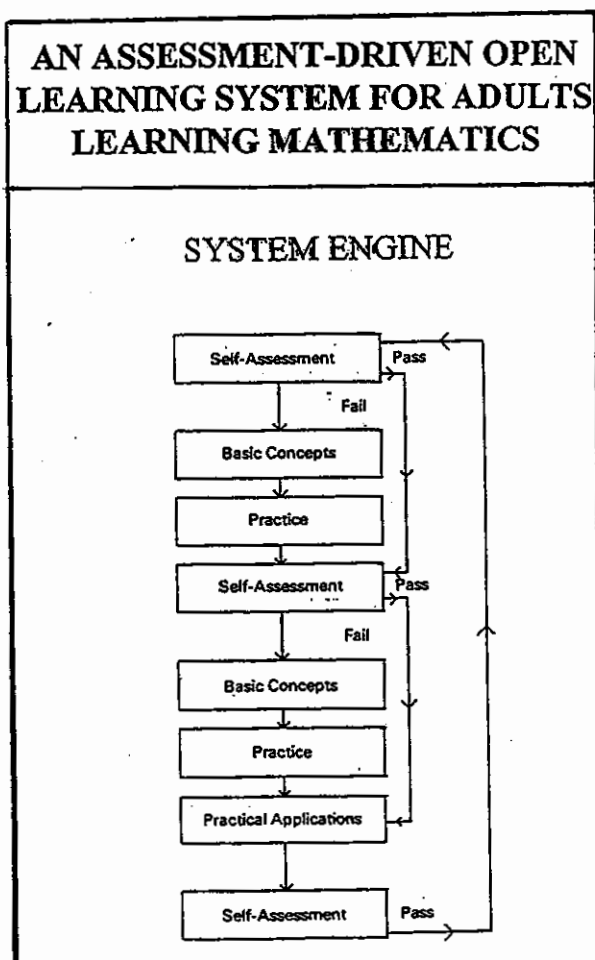 AN ASSESSMENT-DRIVEN OPEN
LEARNING SYSTEM FOR ADULTS
LEARNING MATHEMATICS
SYSTEM ENGINE
Self-Assessment
Pass
Fail
Basic Concepts
Practice
Self-Assessment
Pass
Fail
Basic Concepts
Practice
Practical Applications
Self-Assessment
Pass